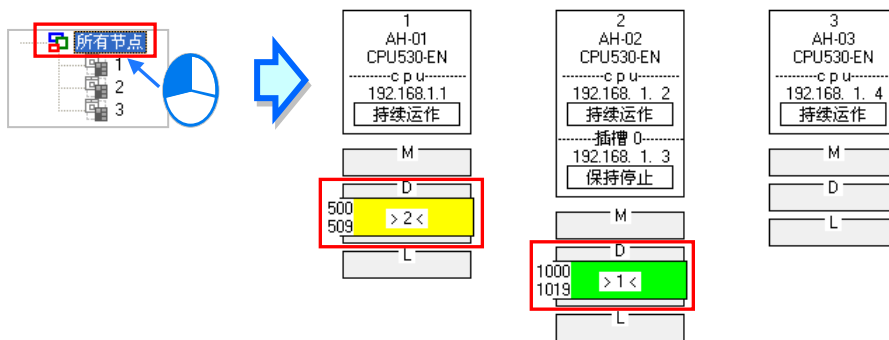 所有节点
1
2
3
1
AH-01
CPU530-EN
cpu
192.168.1.1
持续运作
M
D
500
509
>2<
L
2
AH-02
CPU530-EN
cpu
192.168. 1. 2
持续运作
插槽 0
192.168. 1. 3
保持停止
M
D
1000
1019
>1<
L
3
AH-03
CPU530-EN
cpu
192.168. 1. 4
持续运作
M
D
L